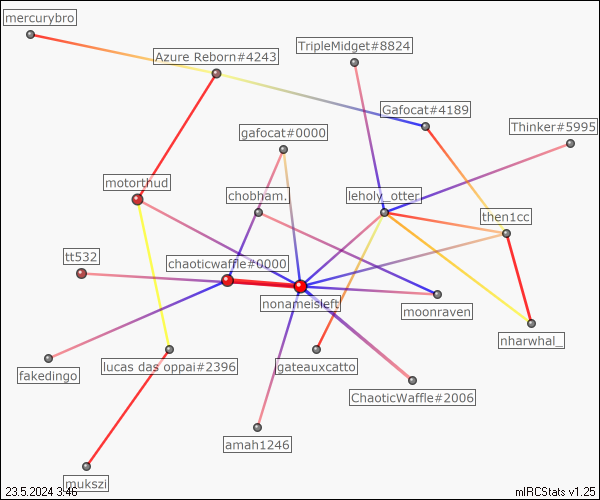 mercurybro
TripleMidget#8824
Azure Reborn#4243
Gafocat#4189
Thinker#5995
gafocat#0000
motorthud
chobham.
leholy_otter
then1cc
tt532
chaoticwaffle#0000
nonameisleft
moonraven
nharwhal_
fakedingo
lucas das oppai#2396
gateauxcatto
ChaoticWaffle#2006
amah1246
mukszi
23.5.2024 3:46
mIRCStats v1.25